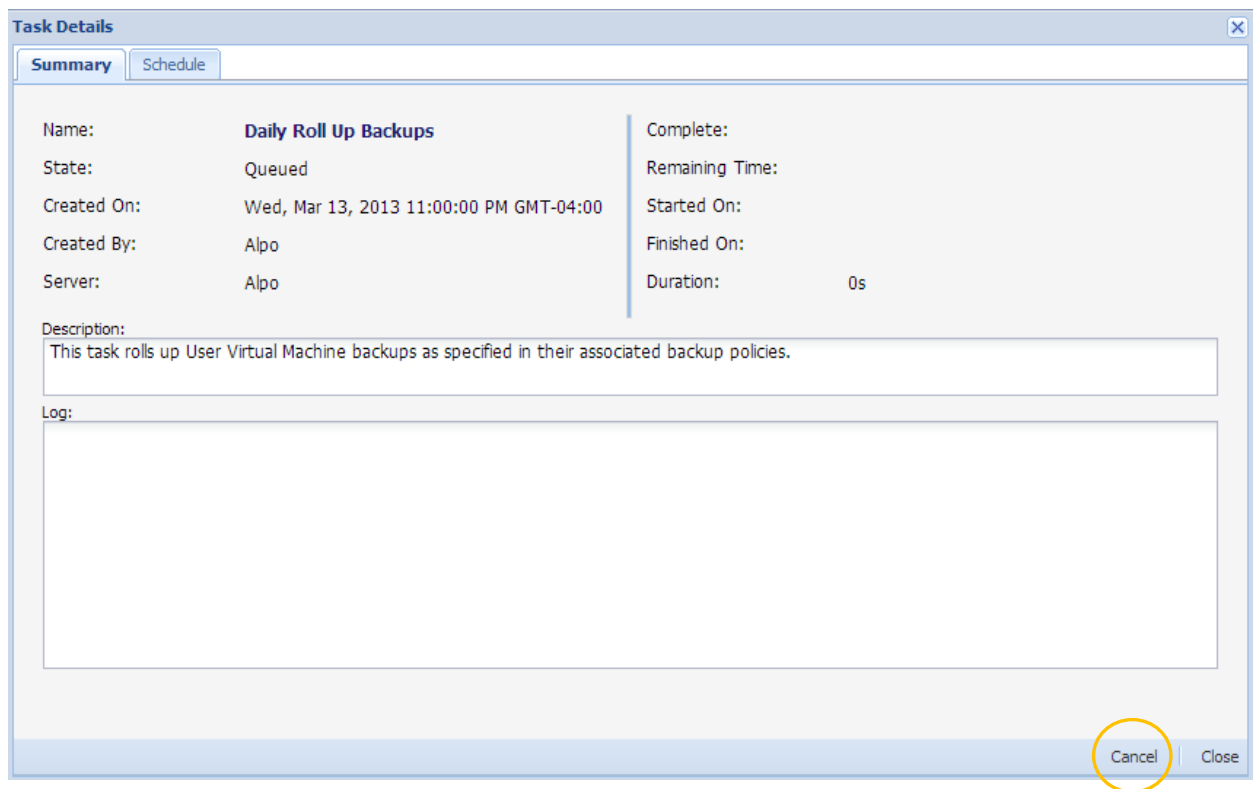 Task Details
Summary
Schedule
Name: Daily Roll Up Backups
State: Queued
Created On: Wed, Mar 13, 2013 11:00:00 PM GMT-04:00
Created By: Alpo
Server: Alpo
Complete:
Remaining Time:
Started On:
Finished On:
Duration: 0s
Description:
This task rolls up User Virtual Machine backups as specified in their associated backup policies.
Log:
Cancel
Close